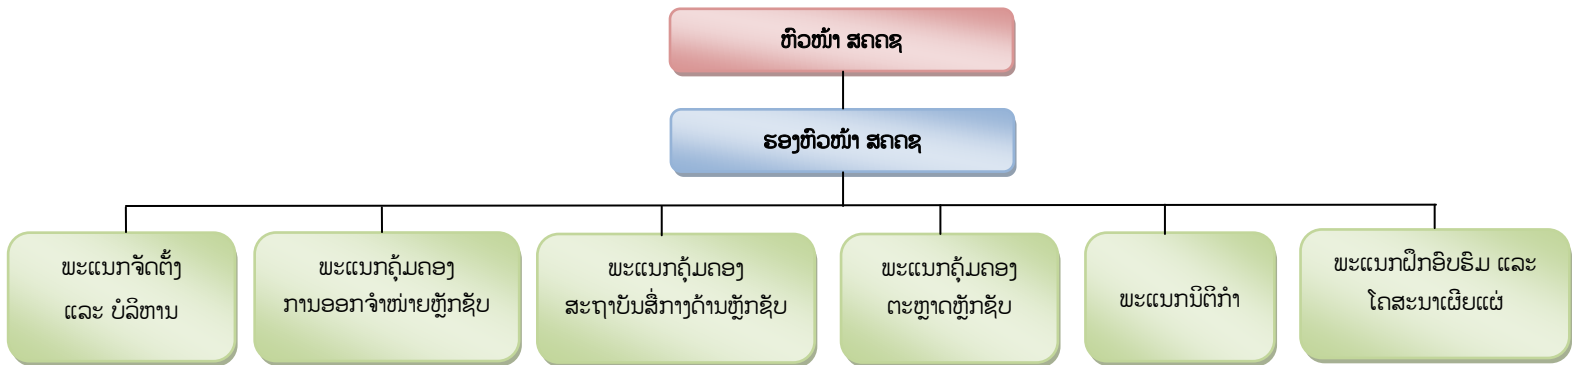 ຫົວໜ້າ ສຄຄຊ
ຮອງຫົວໜ້າ ສຄຄຊ
ພະແນກຈັດຕັ້ງ
ແລະ ບໍລິຫານ
ພະແນກຄຸ້ມຄອງ
ການອອກຈຳໜ່າຍຫຼັກຊັບ
ພະແນກຄຸ້ມຄອງ
ສະຖາບັນສື່ກາງດ້ານຫຼັກຊັບ
ພະແນກຄຸ້ມຄອງ
ຕະຫຼາດຫຼັກຊັບ
ພະແນກນິຕິກຳ
ພະແນກຝຶກອົບຮົມ ແລະ
ໂຄສະນາເຜີຍແຜ່